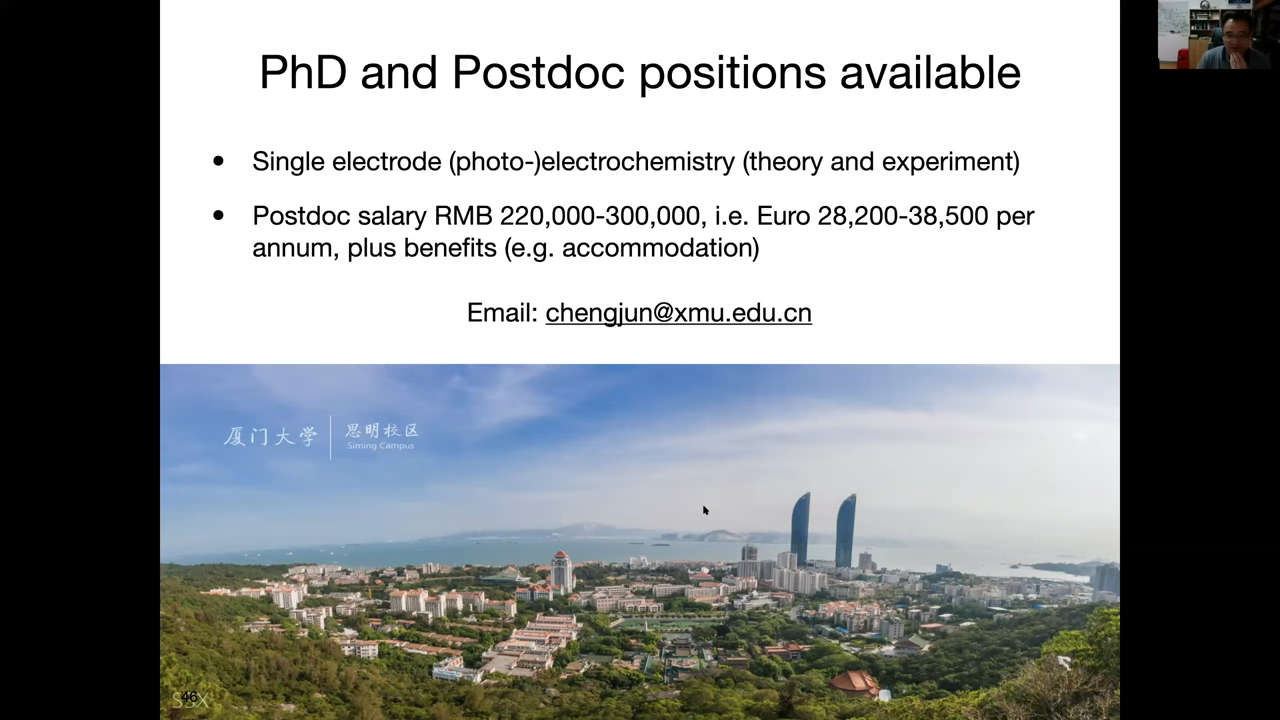 PhD and Postdoc positions available
• Single electrode (photo-)electrochemistry (theory and experiment)
• Postdoc salary RMB 220,000-300,000, i.e. Euro 28,200-38,500 per
annum, plus benefits (e.g. accommodation)
Email: chengjun@xmu.edu.cn
厦门大学
思明校区
Siming Campus
46